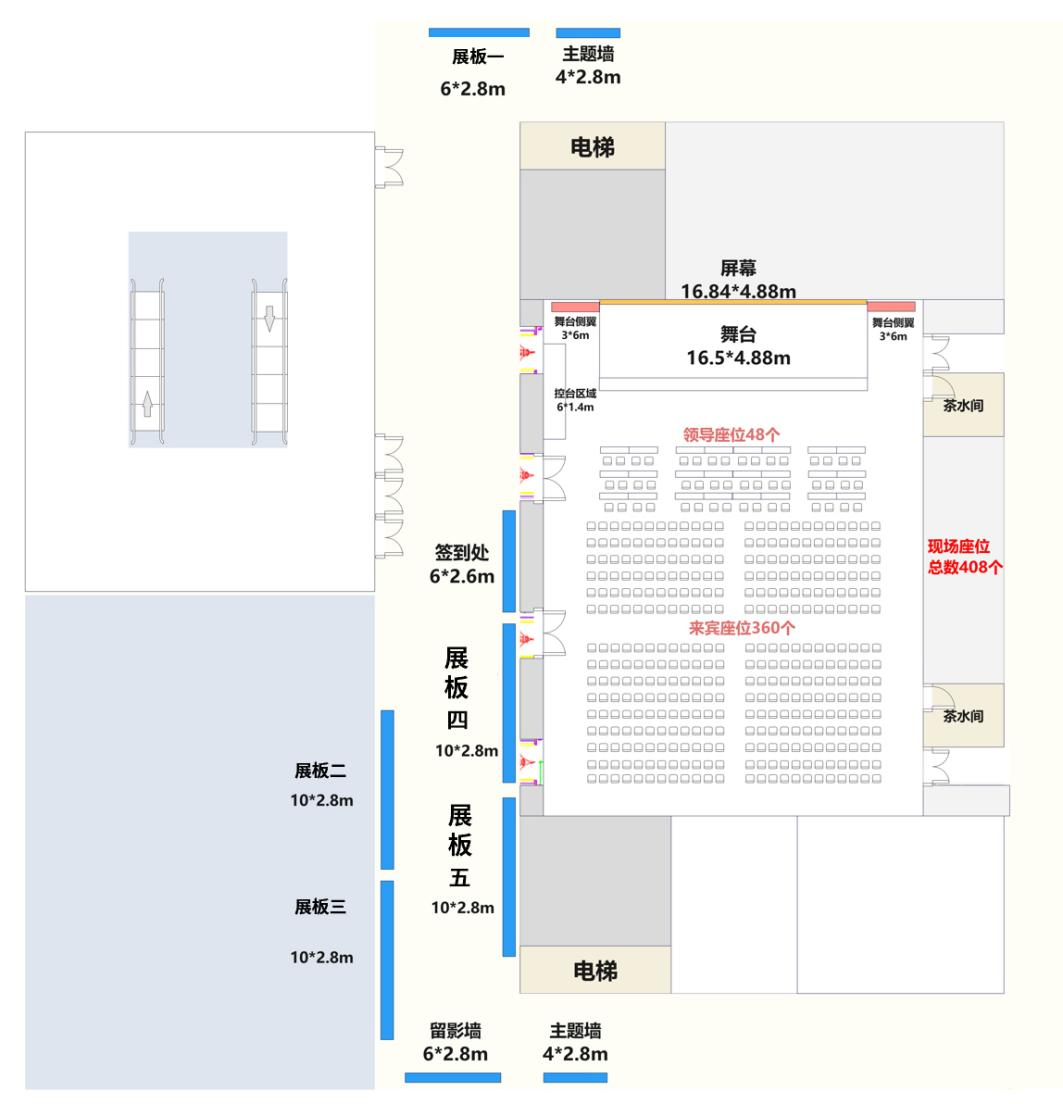 展板一
6*2.8m
主题墙
4*2.8m
电梯
屏幕
16.84*4.88m
舞台侧翼
3*6m
舞台
16.5*4.88m
舞台侧翼
3*6m
控台区域
6*1.4m
茶水间
领导座位48个
签到处
6*2.6m
现场座位
总数408个
来宾座位360个
展
板
四
10*2.8m
茶水间
展板二
10*2.8m
展
板
五
10*2.8m
展板三
10*2.8m
电梯
留影墙
6*2.8m
主题墙
4*2.8m